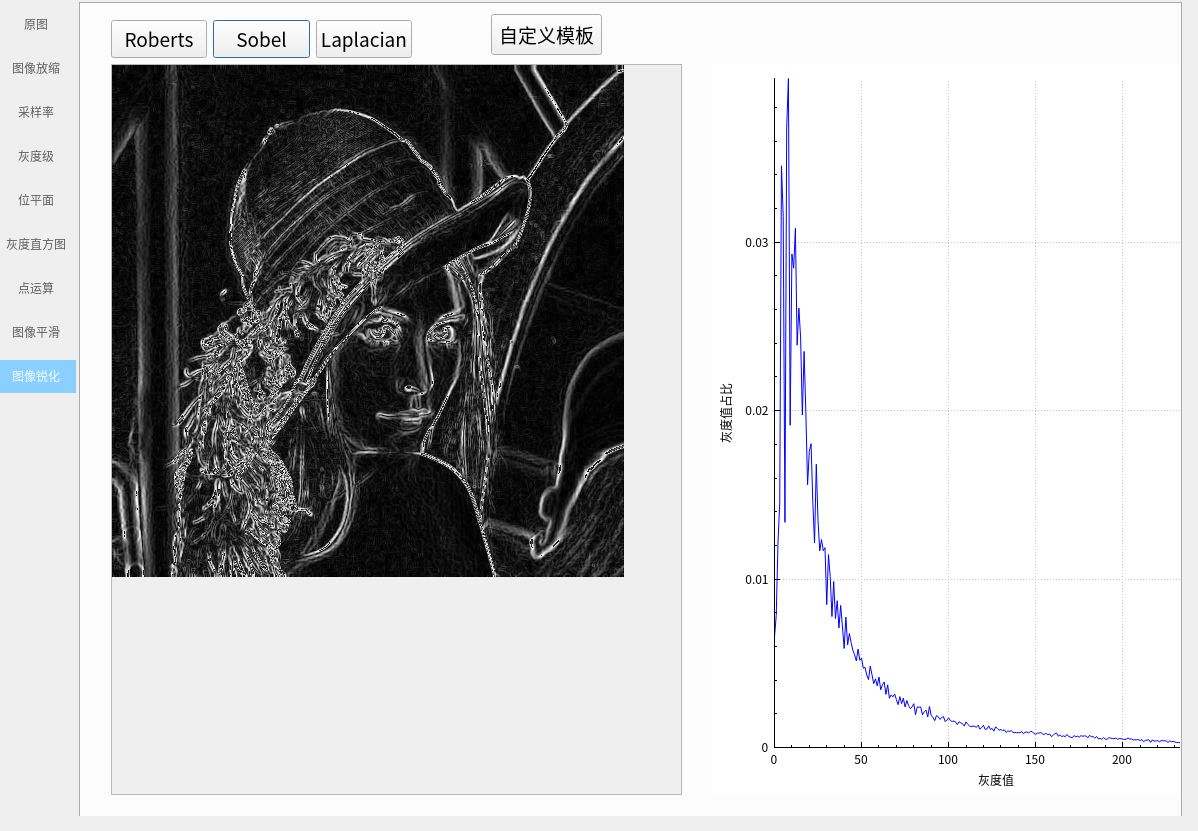 原图
图像放缩
采样率
灰度级
位平面
灰度直方图
点运算
图像平滑
图像锐化
Roberts
Sobel
Laplacian
自定义模板
0.03
0.02
0.01
0
灰度值占比
0
50
100
150
200
灰度值